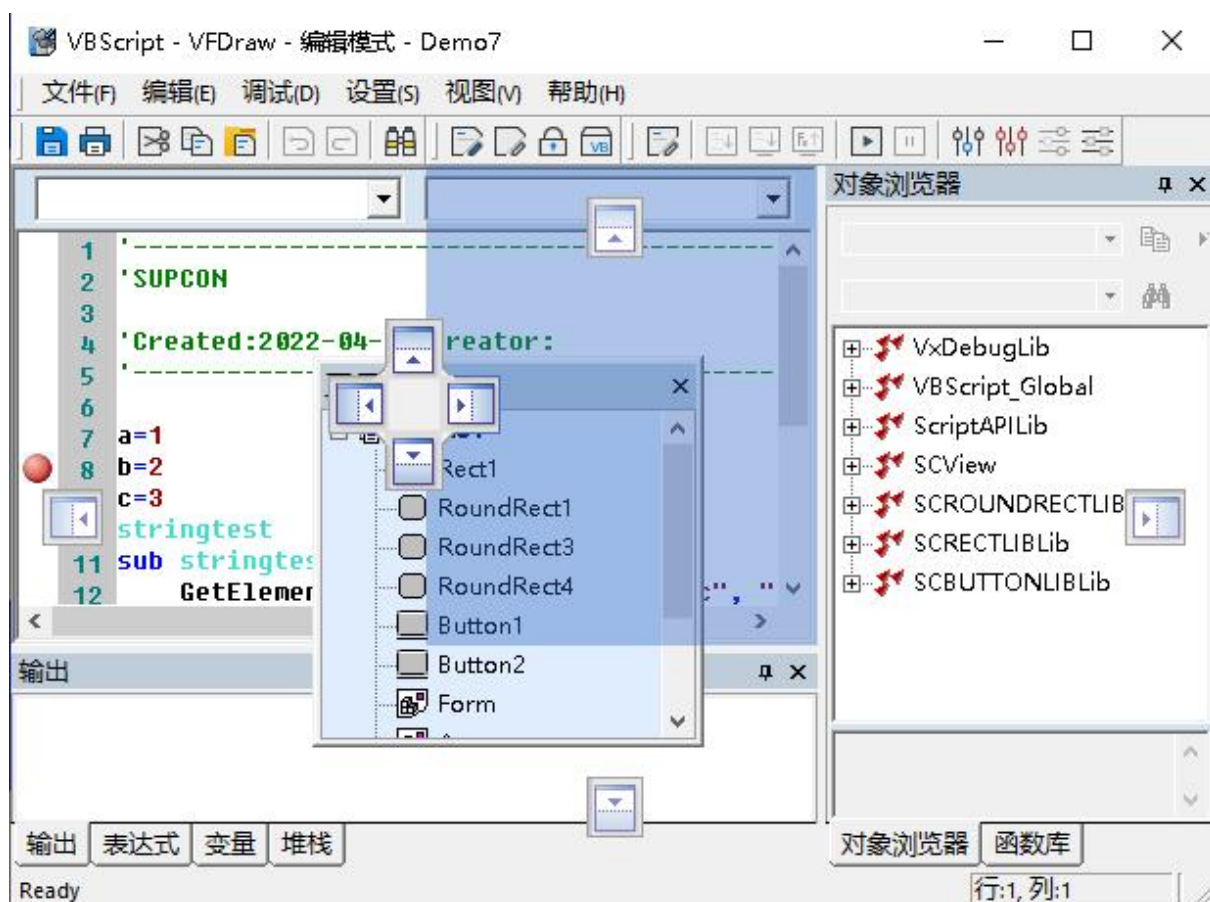 VBScript - VFDraw - 编辑模式 - Demo7
文件(F) 编辑(E) 调试(D) 设置(S) 视图(V) 帮助(H)
VB
对象浏览器
1 '
2 'SUPCON
3
4 'Created:2022-04- reator:
5 '
6
7 a=1
8 b=2
c=3
stringtest
11 sub stringtes
12 GetElemen ", "
Rect1
RoundRect1
RoundRect3
RoundRect4
Button1
Button2
Form
VxDebugLib
VBScript_Global
ScriptAPILib
SCView
SCROUNDRECTLIB
SCRECTLIBLib
SCBUTTONLIBLib
输出
输出 表达式 变量 堆栈
对象浏览器 函数库
Ready
行:1, 列:1